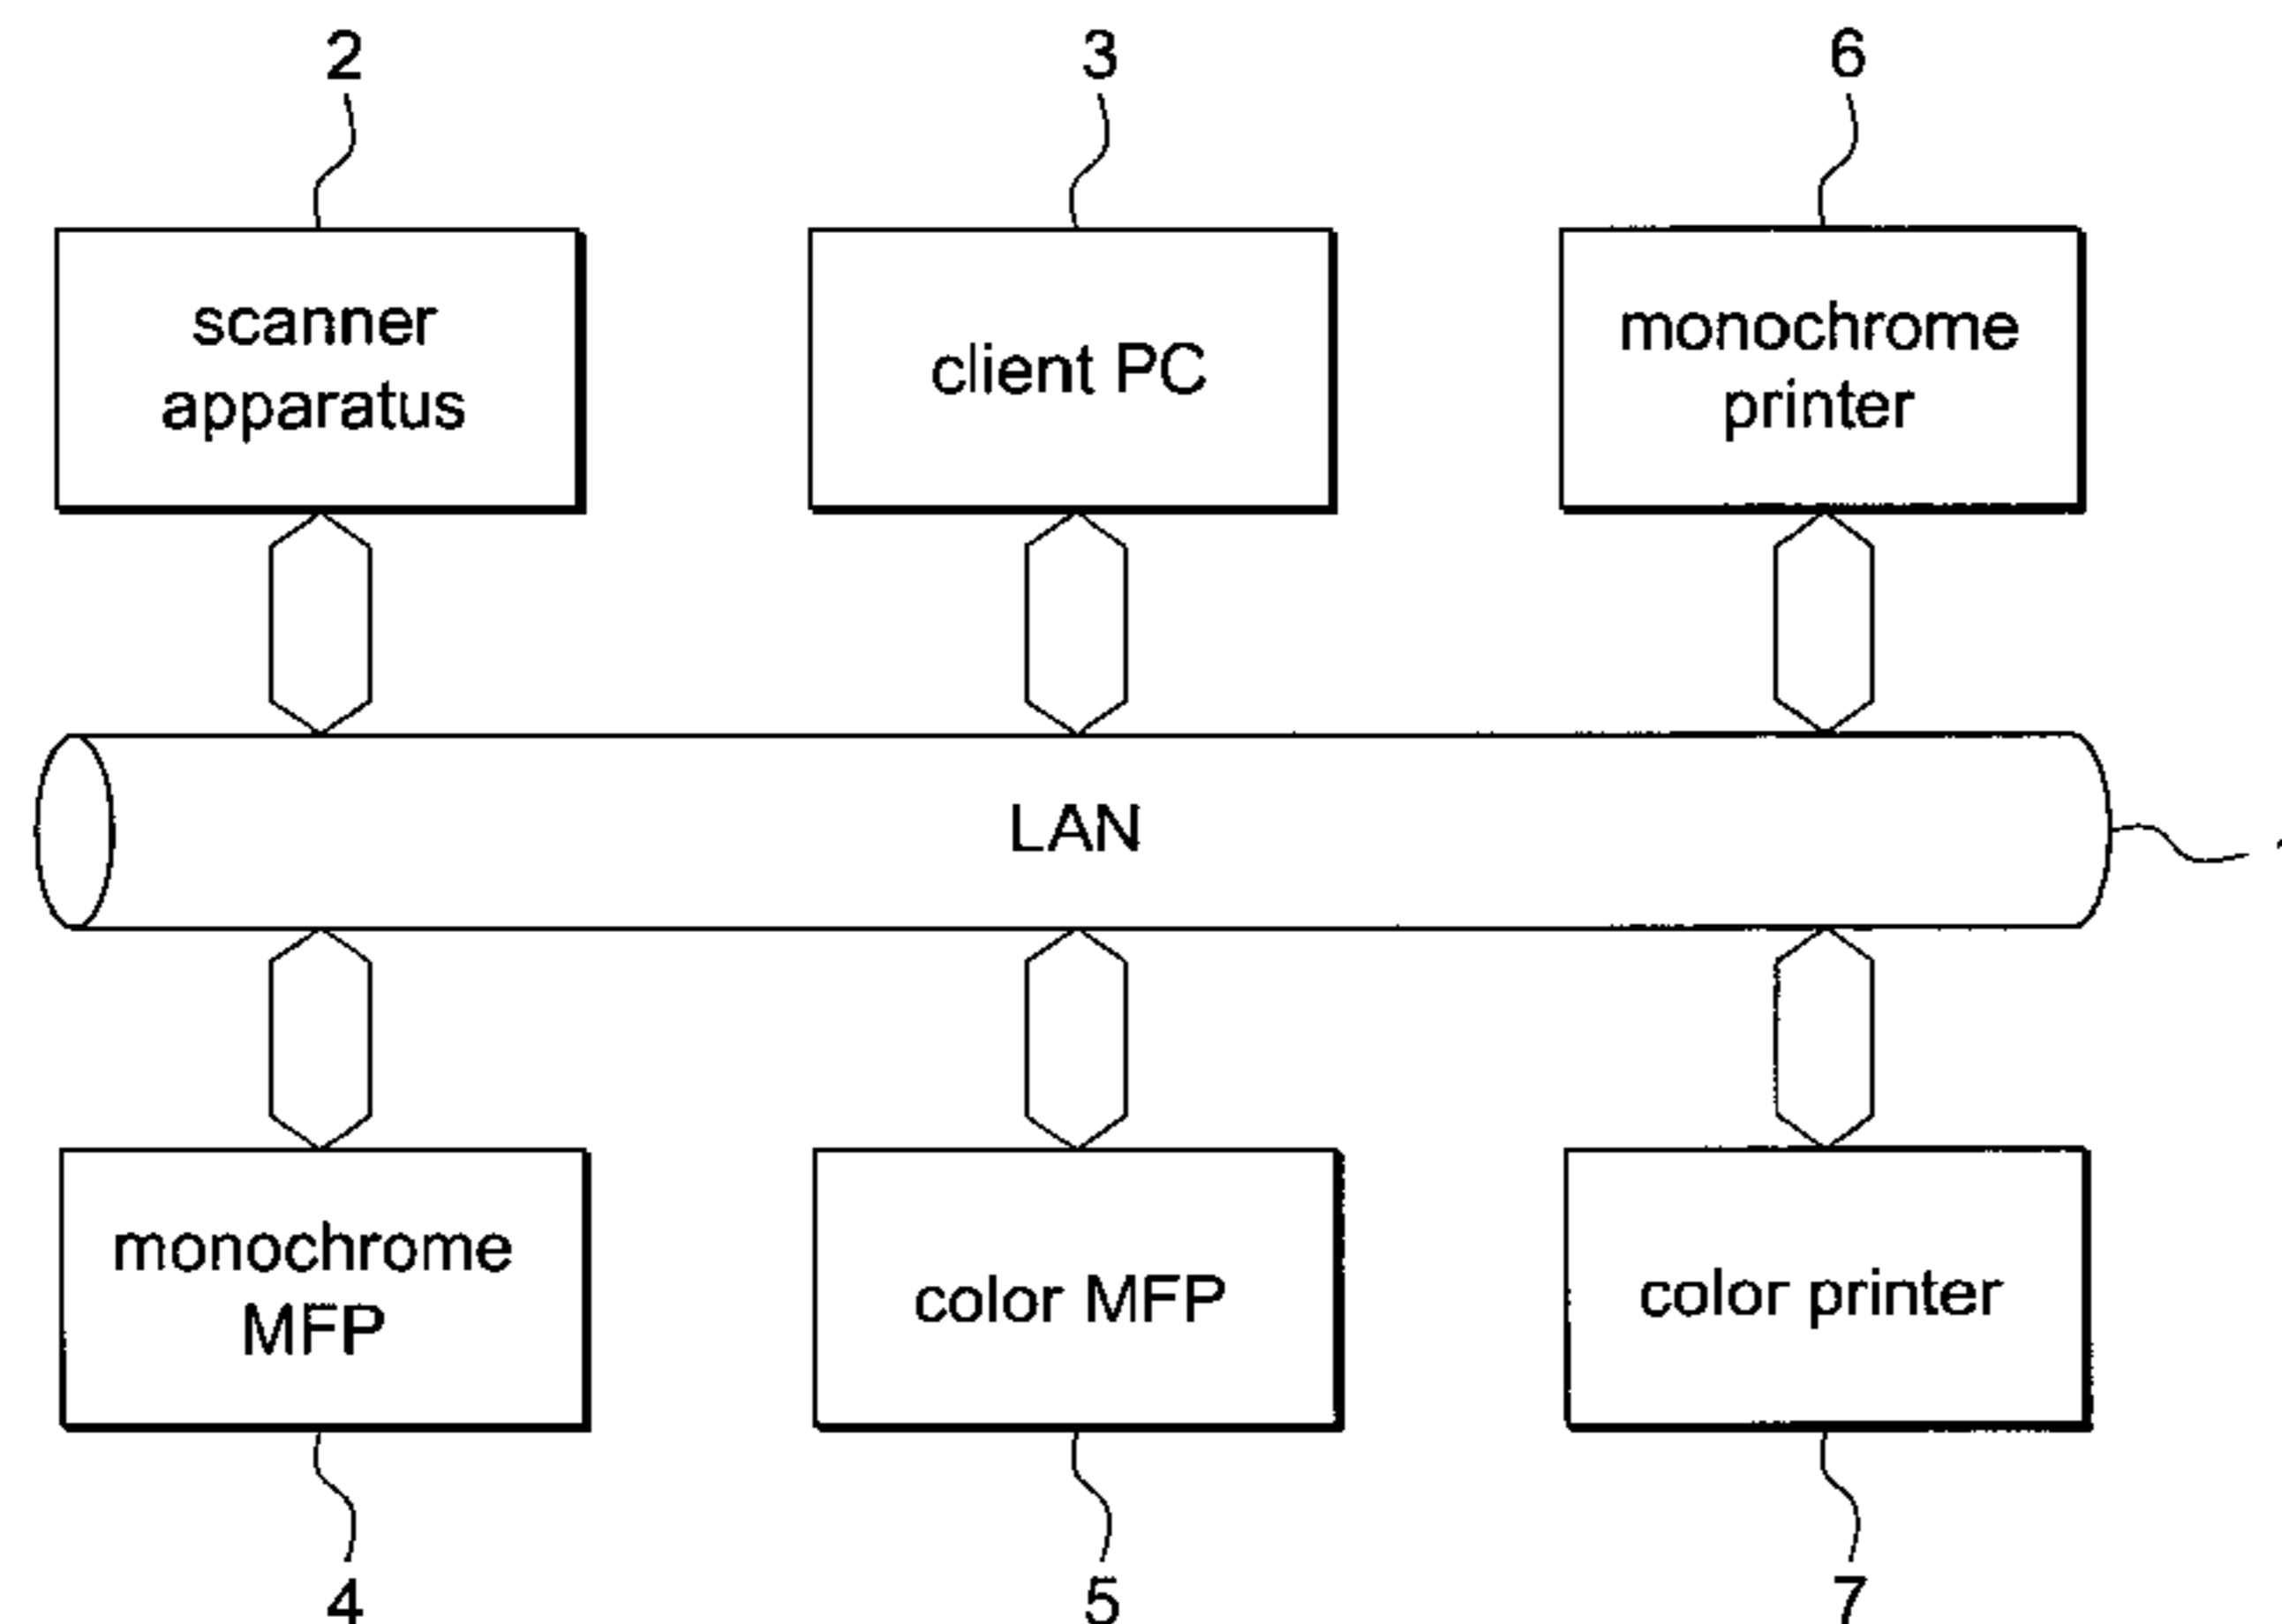 2
3
6
scanner
apparatus
client PC
monochrome
printer
LAN
monochrome
MFP
color MFP
color printer
4
5
7